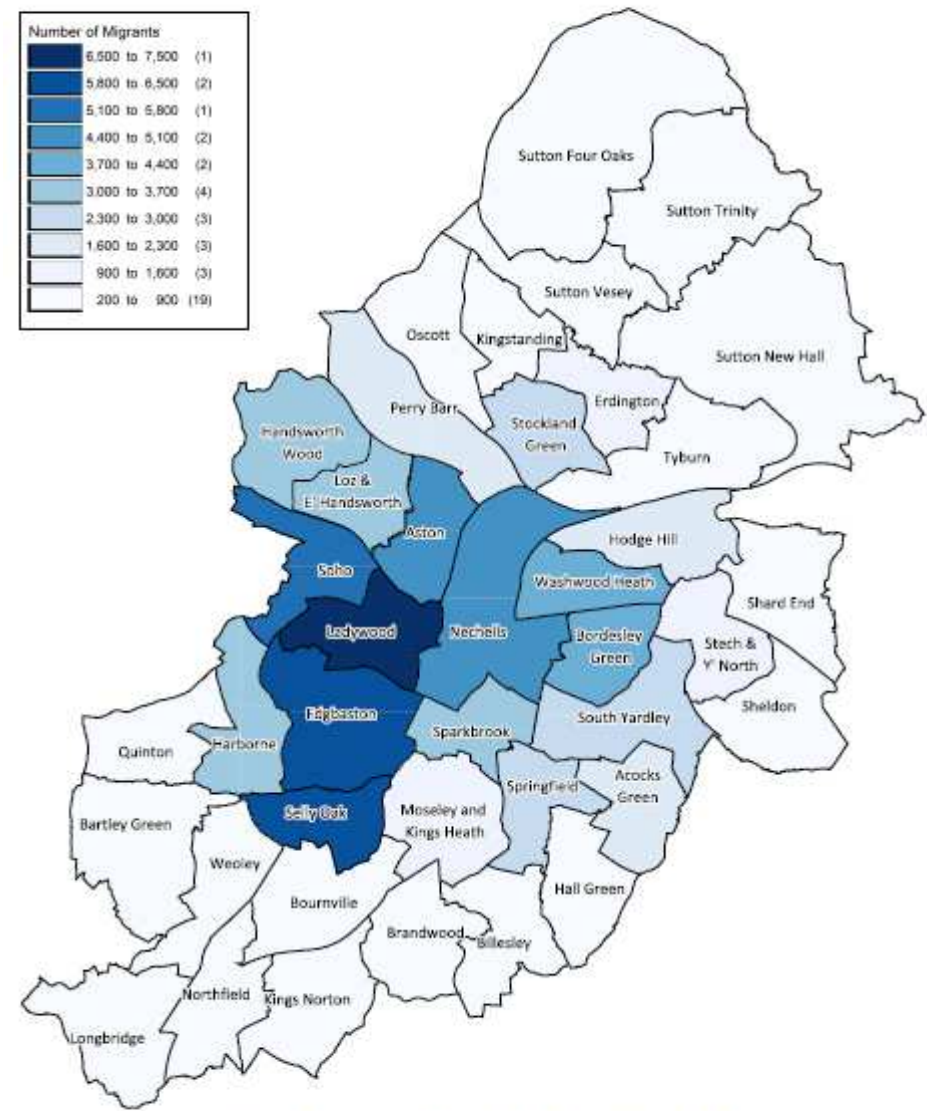 Number of Migrants
6,500 to 7,500 (1)
5,800 to 6,500 (2)
5,100 to 5,800 (1)
4,400 to 5,100 (2)
3,700 to 4,400 (2)
3,000 to 3,700 (4)
2,300 to 3,000 (3)
1,600 to 2,300 (3)
900 to 1,600 (3)
200 to 900 (19)
Sutton Four Oaks
Sutton Trinity
Sutton Vesey
Oscott
Kingstanding
Sutton New Hall
Perry Barr
Erdington
Stockland
Green
Handsworth
Wood
Tyburn
Loz &
E' Handsworth
Aston
Hodge Hill
Soho
Washwood Heath
Shard End
Ladywood
Nechells
Bordesley
Green
Stech &
Y' North
Edgbaston
South Yardley
Sheldon
Quinton
Harborne
Sparkbrook
Springfield
Acocks
Green
Selly Oak
Moseley and
Kings Heath
Bartley Green
Weoley
Hall Green
Bournville
Brandwood
Billesley
Northfield
Kings Norton
Longbridge